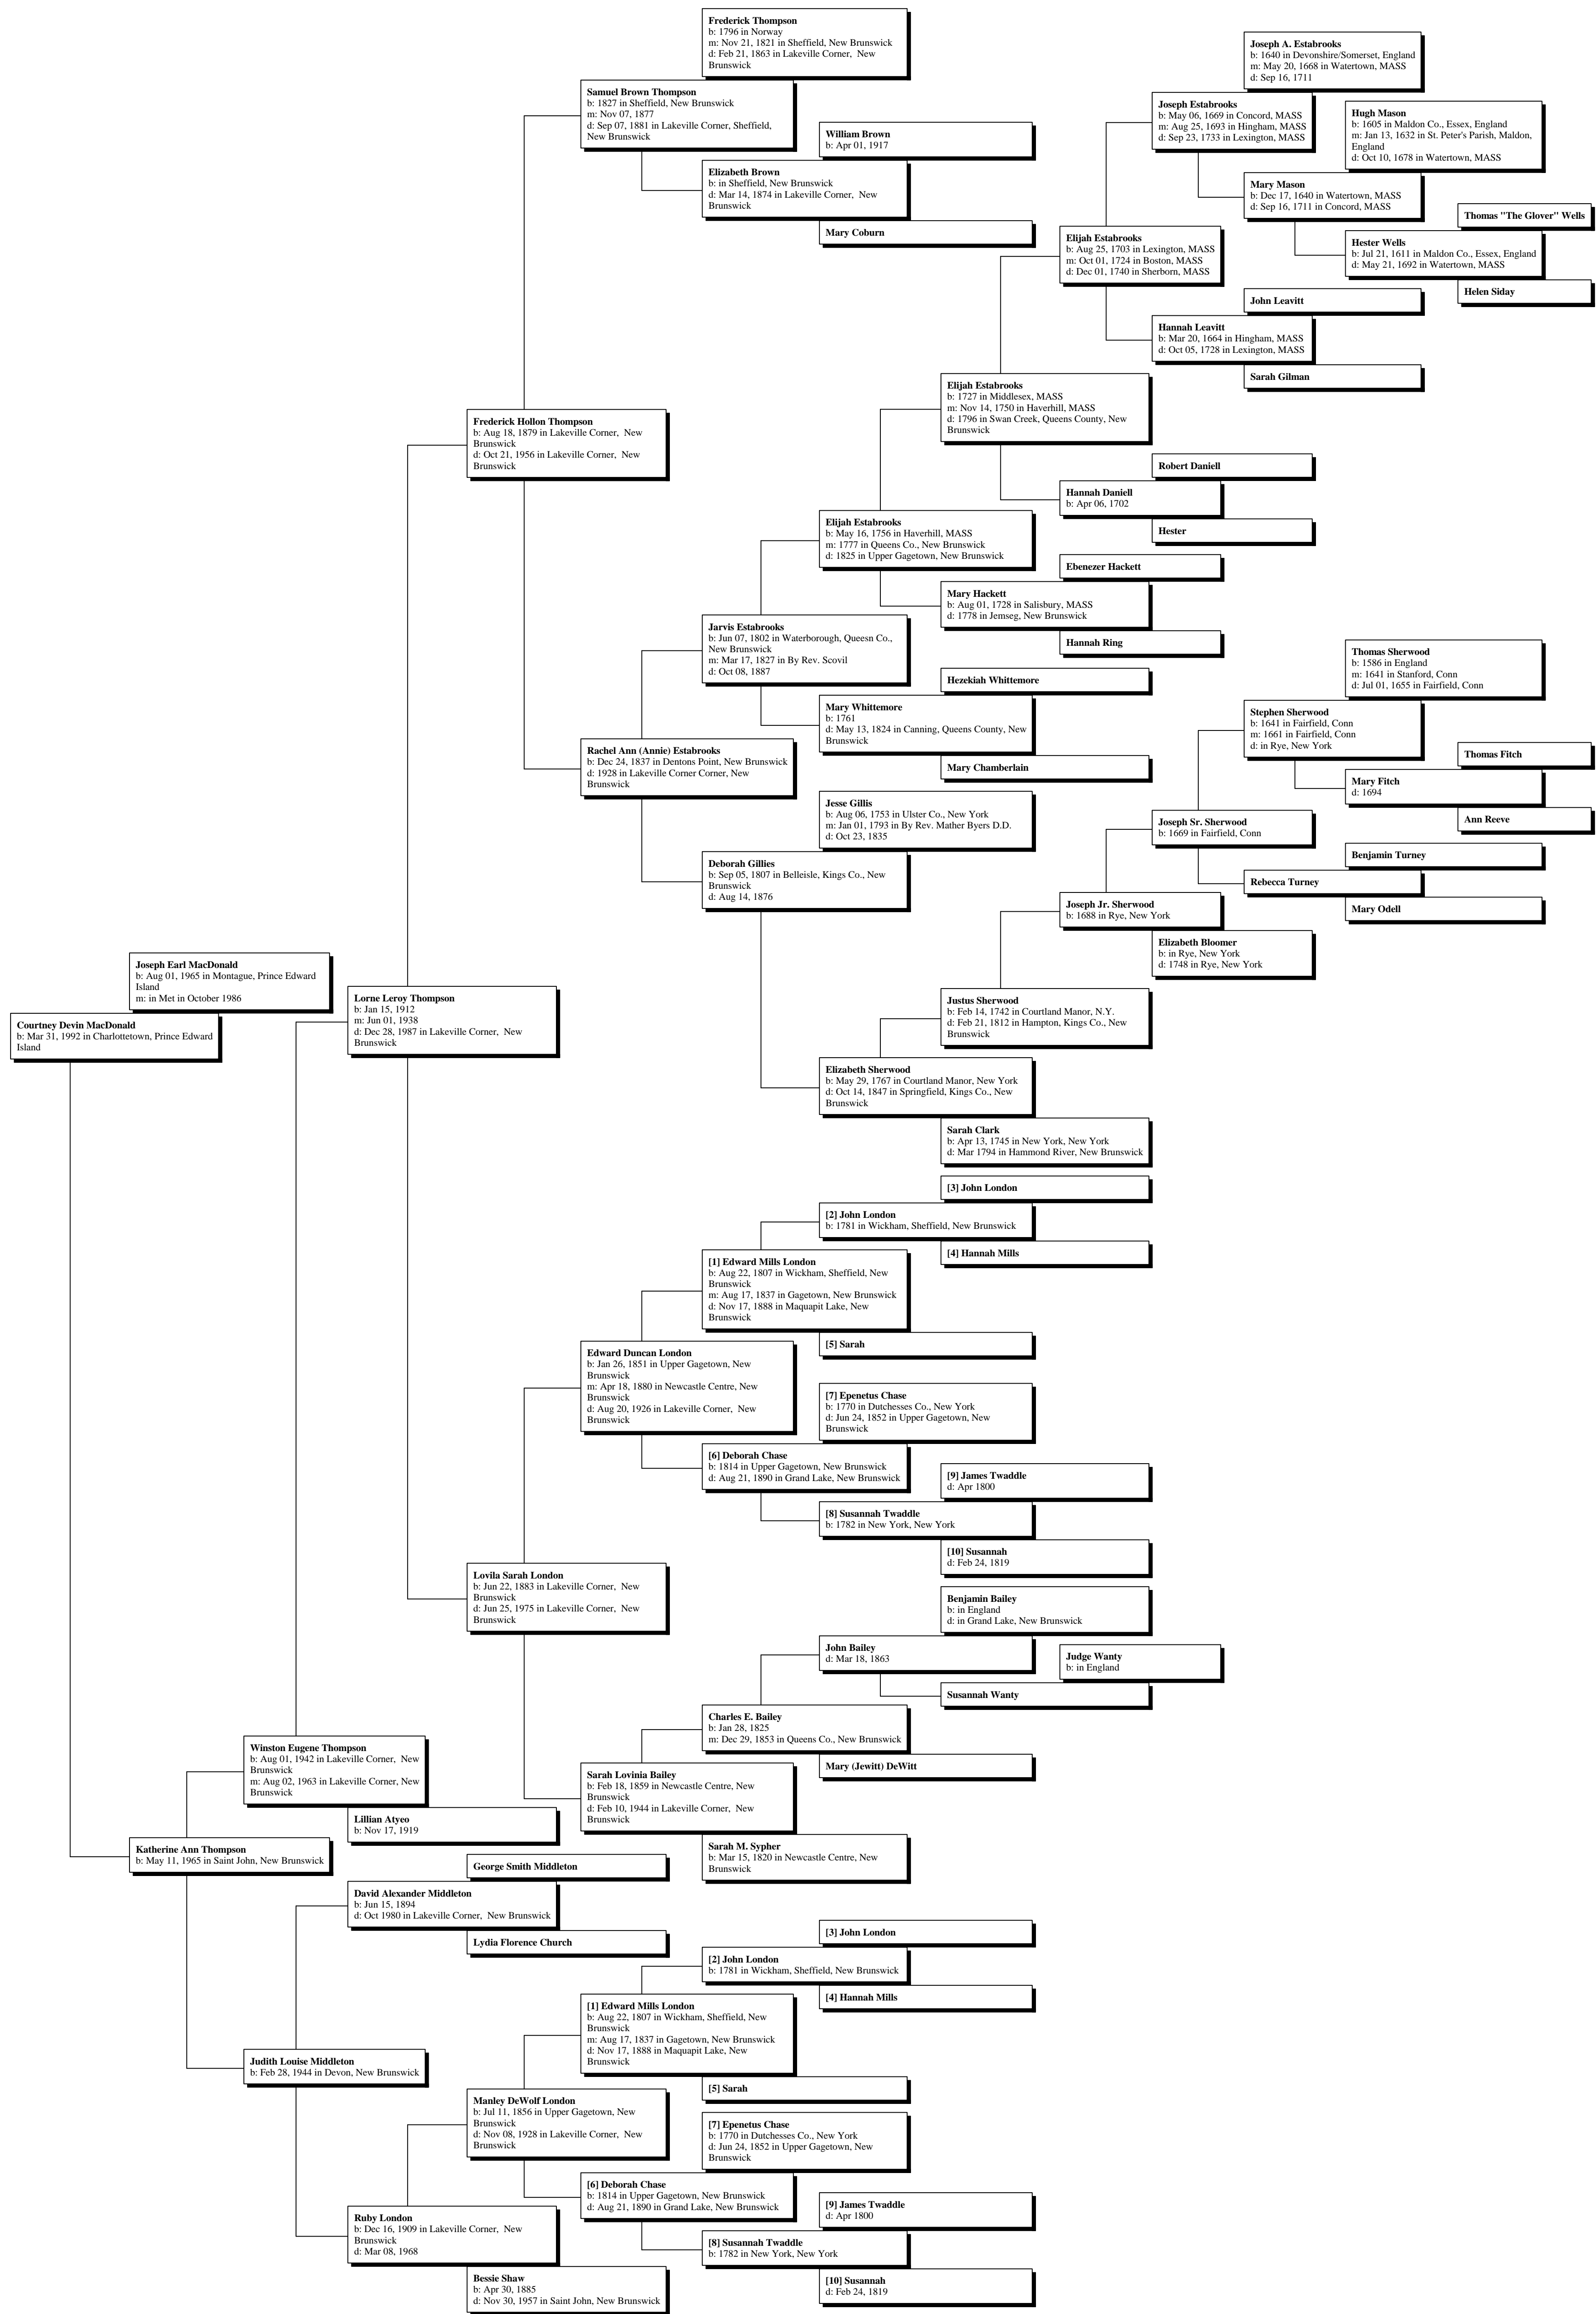 Frederick Thompson
b: 1796 in Norway
m: Nov 21, 1821 in Sheffield, New Brunswick
d: Feb 21, 1863 in Lakeville Corner,  New
Brunswick
Joseph A. Estabrooks
b: 1640 in Devonshire/Somerset, England
m: May 20, 1668 in Watertown, MASS
d: Sep 16, 1711
Samuel Brown Thompson
b: 1827 in Sheffield, New Brunswick
m: Nov 07, 1877
d: Sep 07, 1881 in Lakeville Corner, Sheffield,
New Brunswick
Joseph Estabrooks
b: May 06, 1669 in Concord, MASS
m: Aug 25, 1693 in Hingham, MASS
d: Sep 23, 1733 in Lexington, MASS
Hugh Mason
b: 1605 in Maldon Co., Essex, England
m: Jan 13, 1632 in St. Peter's Parish, Maldon,
England
d: Oct 10, 1678 in Watertown, MASS
William Brown
b: Apr 01, 1917
Elizabeth Brown
b: in Sheffield, New Brunswick
d: Mar 14, 1874 in Lakeville Corner,  New
Brunswick
Mary Mason
b: Dec 17, 1640 in Watertown, MASS
d: Sep 16, 1711 in Concord, MASS
Thomas "The Glover" Wells
Mary Coburn
Elijah Estabrooks
b: Aug 25, 1703 in Lexington, MASS
m: Oct 01, 1724 in Boston, MASS
d: Dec 01, 1740 in Sherborn, MASS
Hester Wells
b: Jul 21, 1611 in Maldon Co., Essex, England
d: May 21, 1692 in Watertown, MASS
Helen Siday
John Leavitt
Hannah Leavitt
b: Mar 20, 1664 in Hingham, MASS
d: Oct 05, 1728 in Lexington, MASS
Sarah Gilman
Elijah Estabrooks
b: 1727 in Middlesex, MASS
m: Nov 14, 1750 in Haverhill, MASS
d: 1796 in Swan Creek, Queens County, New
Brunswick
Frederick Hollon Thompson
b: Aug 18, 1879 in Lakeville Corner,  New
Brunswick
d: Oct 21, 1956 in Lakeville Corner,  New
Brunswick
Robert Daniell
Hannah Daniell
b: Apr 06, 1702
Hester
Elijah Estabrooks
b: May 16, 1756 in Haverhill, MASS
m: 1777 in Queens Co., New Brunswick
d: 1825 in Upper Gagetown, New Brunswick
Ebenezer Hackett
Mary Hackett
b: Aug 01, 1728 in Salisbury, MASS
d: 1778 in Jemseg, New Brunswick
Hannah Ring
Jarvis Estabrooks
b: Jun 07, 1802 in Waterborough, Queesn Co.,
New Brunswick
m: Mar 17, 1827 in By Rev. Scovil
d: Oct 08, 1887
Thomas Sherwood
b: 1586 in England
m: 1641 in Stanford, Conn
d: Jul 01, 1655 in Fairfield, Conn
Hezekiah Whittemore
Mary Whittemore
b: 1761
d: May 13, 1824 in Canning, Queens County, New
Brunswick
Stephen Sherwood
b: 1641 in Fairfield, Conn
m: 1661 in Fairfield, Conn
d: in Rye, New York
Rachel Ann (Annie) Estabrooks
b: Dec 24, 1837 in Dentons Point, New Brunswick
d: 1928 in Lakeville Corner Corner, New
Brunswick
Thomas Fitch
Mary Chamberlain
Mary Fitch
d: 1694
Jesse Gillis
b: Aug 06, 1753 in Ulster Co., New York
m: Jan 01, 1793 in By Rev. Mather Byers D.D.
d: Oct 23, 1835
Joseph Sr. Sherwood
b: 1669 in Fairfield, Conn
Ann Reeve
Deborah Gillies
b: Sep 05, 1807 in Belleisle, Kings Co., New
Brunswick
d: Aug 14, 1876
Benjamin Turney
Rebecca Turney
Mary Odell
Joseph Jr. Sherwood
b: 1688 in Rye, New York
Elizabeth Bloomer
b: in Rye, New York
d: 1748 in Rye, New York
Joseph Earl MacDonald
b: Aug 01, 1965 in Montague, Prince Edward
Island
m: in Met in October 1986
Lorne Leroy Thompson
b: Jan 15, 1912
m: Jun 01, 1938
d: Dec 28, 1987 in Lakeville Corner,  New
Brunswick
Justus Sherwood
b: Feb 14, 1742 in Courtland Manor, N.Y.
d: Feb 21, 1812 in Hampton, Kings Co., New
Brunswick
Courtney Devin MacDonald
b: Mar 31, 1992 in Charlottetown, Prince Edward
Island
Elizabeth Sherwood
b: May 29, 1767 in Courtland Manor, New York
d: Oct 14, 1847 in Springfield, Kings Co., New
Brunswick
Sarah Clark
b: Apr 13, 1745 in New York, New York
d: Mar 1794 in Hammond River, New Brunswick
[3] John London
[2] John London
b: 1781 in Wickham, Sheffield, New Brunswick
[4] Hannah Mills
[1] Edward Mills London
b: Aug 22, 1807 in Wickham, Sheffield, New
Brunswick
m: Aug 17, 1837 in Gagetown, New Brunswick
d: Nov 17, 1888 in Maquapit Lake, New
Brunswick
[5] Sarah
Edward Duncan London
b: Jan 26, 1851 in Upper Gagetown, New
Brunswick
m: Apr 18, 1880 in Newcastle Centre, New
Brunswick
d: Aug 20, 1926 in Lakeville Corner,  New
Brunswick
[7] Epenetus Chase
b: 1770 in Dutchesses Co., New York
d: Jun 24, 1852 in Upper Gagetown, New
Brunswick
[6] Deborah Chase
b: 1814 in Upper Gagetown, New Brunswick
d: Aug 21, 1890 in Grand Lake, New Brunswick
[9] James Twaddle
d: Apr 1800
[8] Susannah Twaddle
b: 1782 in New York, New York
[10] Susannah
d: Feb 24, 1819
Lovila Sarah London
b: Jun 22, 1883 in Lakeville Corner,  New
Brunswick
d: Jun 25, 1975 in Lakeville Corner,  New
Brunswick
Benjamin Bailey
b: in England
d: in Grand Lake, New Brunswick
John Bailey
d: Mar 18, 1863
Judge Wanty
b: in England
Susannah Wanty
Charles E. Bailey
b: Jan 28, 1825
m: Dec 29, 1853 in Queens Co., New Brunswick
Winston Eugene Thompson
b: Aug 01, 1942 in Lakeville Corner,  New
Brunswick
m: Aug 02, 1963 in Lakeville Corner, New
Brunswick
Mary (Jewitt) DeWitt
Sarah Lovinia Bailey
b: Feb 18, 1859 in Newcastle Centre, New
Brunswick
d: Feb 10, 1944 in Lakeville Corner,  New
Brunswick
Lillian Atyeo
b: Nov 17, 1919
Katherine Ann Thompson
b: May 11, 1965 in Saint John, New Brunswick
Sarah M. Sypher
b: Mar 15, 1820 in Newcastle Centre, New
Brunswick
George Smith Middleton
David Alexander Middleton
b: Jun 15, 1894
d: Oct 1980 in Lakeville Corner,  New Brunswick
Lydia Florence Church
[3] John London
[2] John London
b: 1781 in Wickham, Sheffield, New Brunswick
[4] Hannah Mills
[1] Edward Mills London
b: Aug 22, 1807 in Wickham, Sheffield, New
Brunswick
m: Aug 17, 1837 in Gagetown, New Brunswick
d: Nov 17, 1888 in Maquapit Lake, New
Brunswick
Judith Louise Middleton
b: Feb 28, 1944 in Devon, New Brunswick
[5] Sarah
Manley DeWolf London
b: Jul 11, 1856 in Upper Gagetown, New
Brunswick
d: Nov 08, 1928 in Lakeville Corner,  New
Brunswick
[7] Epenetus Chase
b: 1770 in Dutchesses Co., New York
d: Jun 24, 1852 in Upper Gagetown, New
Brunswick
[6] Deborah Chase
b: 1814 in Upper Gagetown, New Brunswick
d: Aug 21, 1890 in Grand Lake, New Brunswick
[9] James Twaddle
d: Apr 1800
Ruby London
b: Dec 16, 1909 in Lakeville Corner,  New
Brunswick
d: Mar 08, 1968
[8] Susannah Twaddle
b: 1782 in New York, New York
Bessie Shaw
b: Apr 30, 1885
d: Nov 30, 1957 in Saint John, New Brunswick
[10] Susannah
d: Feb 24, 1819